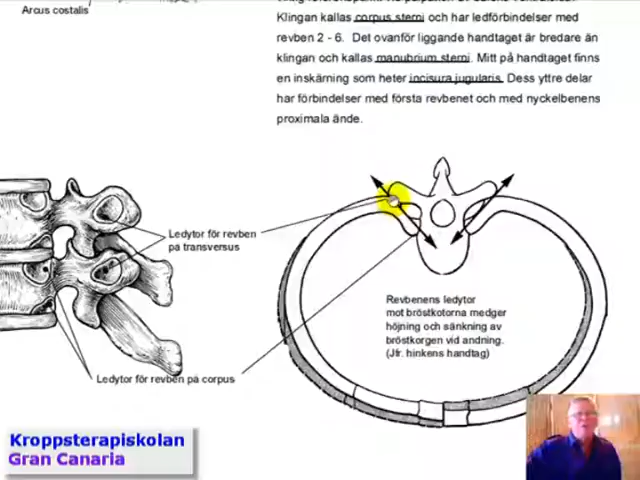 Arcus costalis
Klingan kallas corpus sterni och har ledförbindelser med
revben 2 - 6. Det ovanför liggande handtaget är bredare än
klingan och kallas manubrium sterni. Mitt på handtaget finns
en inskärning som heter incisura jugularis. Dess yttre delar
har förbindelser med första revbenet och med nyckelbenens
proximala ände.
Ledytor för revben
på transversus
Revbenens ledytor
mot bröstkotorna medger
höjning och sänkning av
bröstkorgen vid andning.
(Jfr. hinkens handtag)
Ledytor för revben på corpus
Kroppsterapiskolan
Gran Canaria